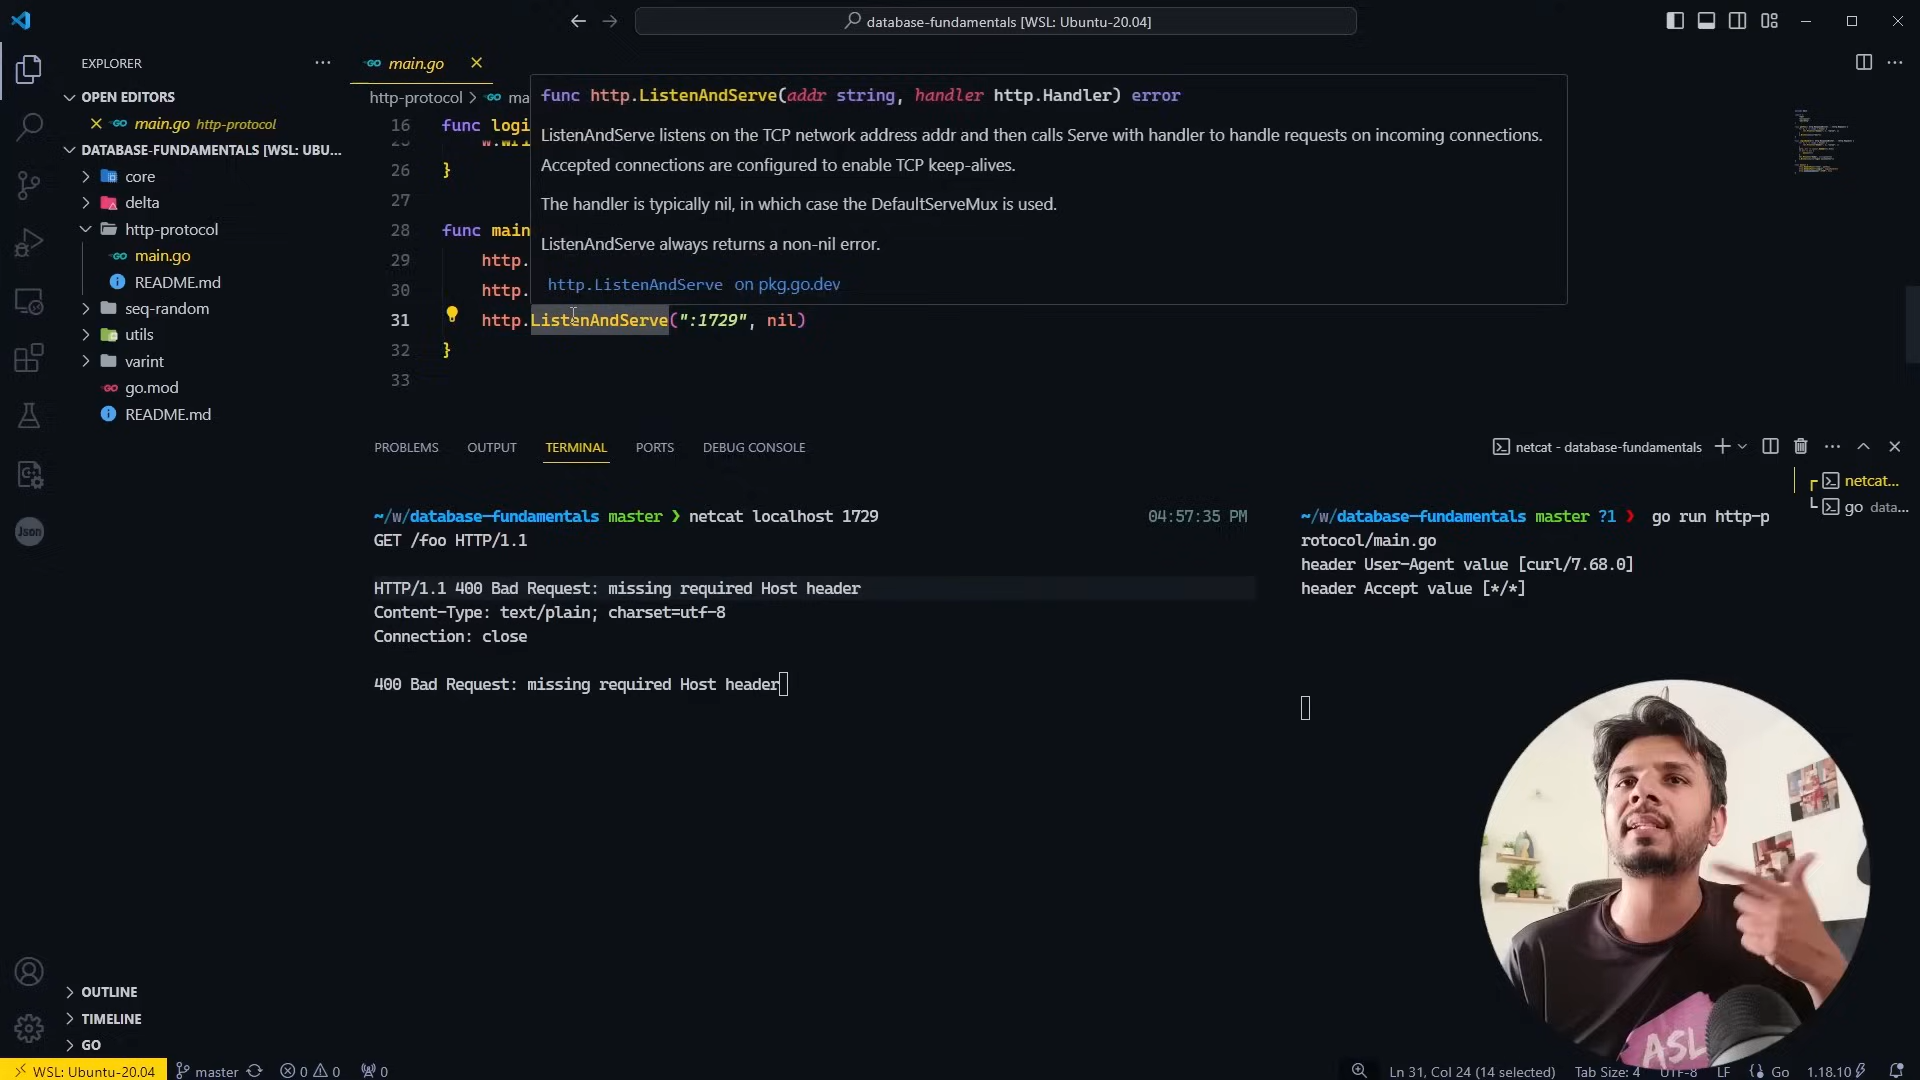 database-fundamentals [WSL: Ubuntu-20.04]
EXPLORER
OPEN EDITORS
main.go http-protocol
DATABASE-FUNDAMENTALS [WSL: UBU...
core
delta
http-protocol
main.go
README.md
seq-random
utils
varint
go.mod
README.md
OUTLINE
TIMELINE
GO
main.go
http-protocol > ma
func http.ListenAndServe(addr string, handler http.Handler) error
ListenAndServe listens on the TCP network address addr and then calls Serve with handler to handle requests on incoming connections.
Accepted connections are configured to enable TCP keep-alives.
The handler is typically nil, in which case the DefaultServeMux is used.
ListenAndServe always returns a non-nil error.
http.ListenAndServe on pkg.go.dev
16 func logi
26 }
27
28 func main
29 http.
30 http.
31 http.ListenAndServe(":1729", nil)
32 }
33
PROBLEMS OUTPUT TERMINAL PORTS DEBUG CONSOLE
netcat - database-fundamentals
netcat...
go data...
~/w/database-fundamentals master ❯ netcat localhost 1729 04:57:35 PM
GET /foo HTTP/1.1
HTTP/1.1 400 Bad Request: missing required Host header
Content-Type: text/plain; charset=utf-8
Connection: close
400 Bad Request: missing required Host header
~/w/database-fundamentals master ?1 ❯ go run http-p
rotocol/main.go
header User-Agent value [curl/7.68.0]
header Accept value [*/*]
Json
ASL
WSL: Ubuntu-20.04 master 0 0 0
Ln 31, Col 24 (14 selected) Tab Size: 4 UTF-8 LF Go 1.18.10